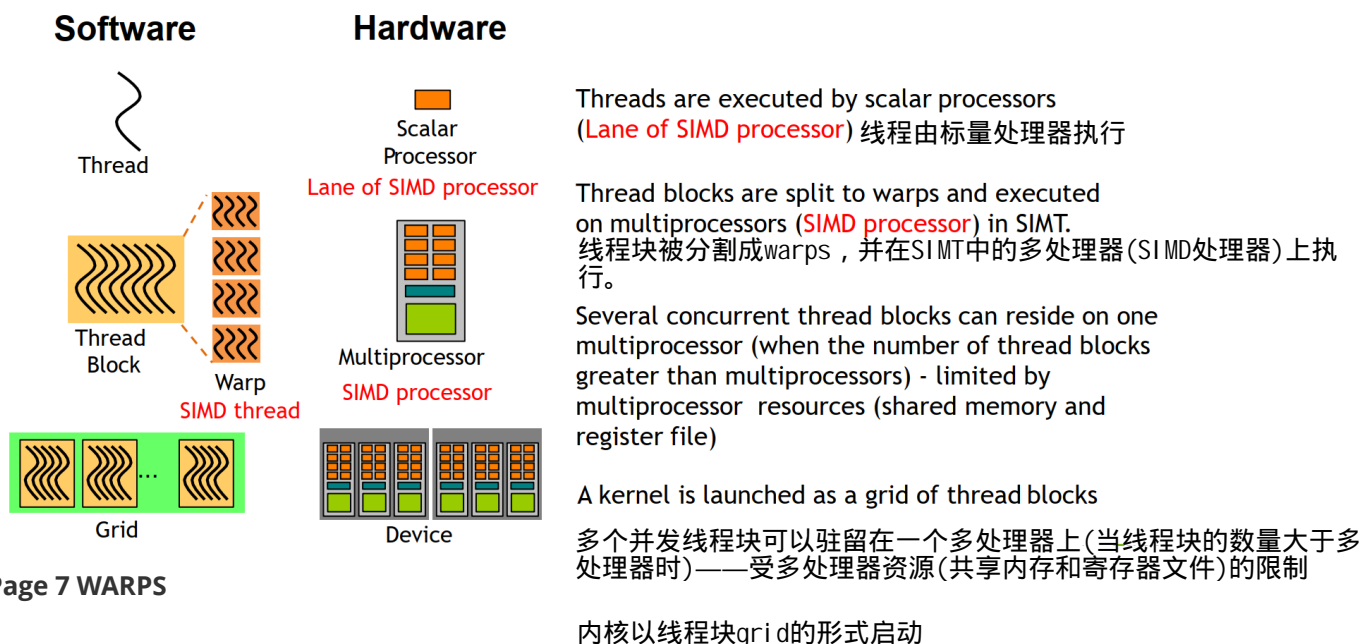 Software
Hardware
Thread
Scalar
Processor
Lane of SIMD processor
Threads are executed by scalar processors
(Lane of SIMD processor) 线程由标量处理器执行
Thread
Block
Warp
SIMD thread
Multiprocessor
SIMD processor
Thread blocks are split to warps and executed
on multiprocessors (SIMD processor) in SIMT.
线程块被分割成warps，并在SIMT中的多处理器(SIMD处理器)上执
行。
Several concurrent thread blocks can reside on one
multiprocessor (when the number of thread blocks
greater than multiprocessors) - limited by
multiprocessor resources (shared memory and
register file)
...
Grid
Device
A kernel is launched as a grid of thread blocks
多个并发线程块可以驻留在一个多处理器上(当线程块的数量大于多
处理器时)——受多处理器资源(共享内存和寄存器文件)的限制
Page 7 WARPS
内核以线程块grid的形式启动